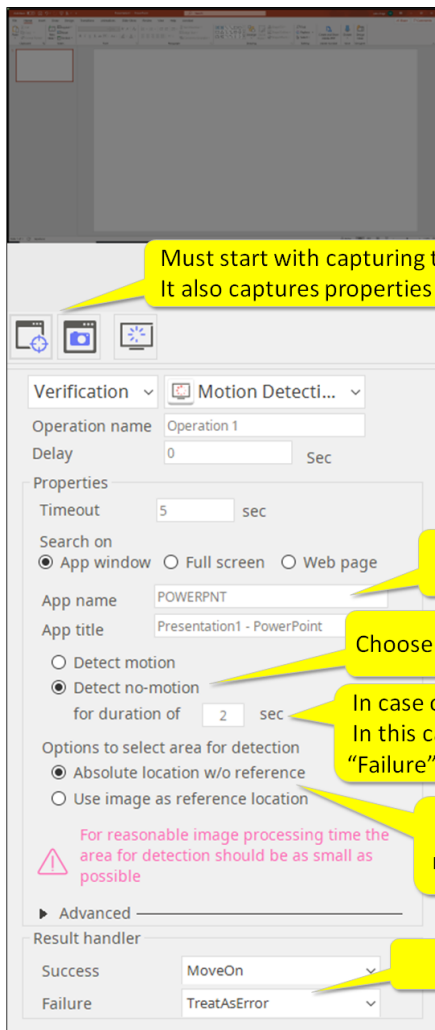 Must start with capturing t
It also captures properties
Verification
Motion Detecti...
Operation name
Operation 1
Delay
0
Sec
Properties
Timeout
5
sec
Search on
App window
Full screen
Web page
App name
POWERPNT
App title
Presentation1 - PowerPoint
Choose
Detect motion
Detect no-motion
for duration of
2
sec
In case o
In this ca
“Failure”
Options to select area for detection
Absolute location w/o reference
Use image as reference location
For reasonable image processing time the
area for detection should be as small as
possible
Advanced
Result handler
Success
MoveOn
Failure
TreatAsError